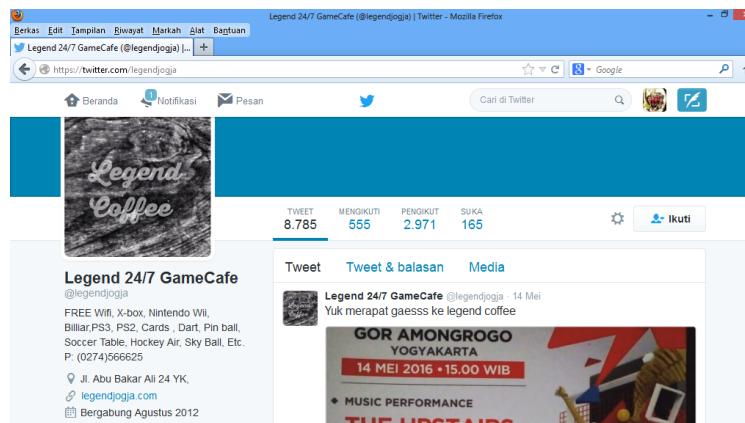 Legend 24/7 GameCafe (@legendjogja) | Twitter - Mozilla Firefox
Berkas Edit Tampilan Riwayat Markah Alat Bantuan
Legend 24/7 GameCafe (@legendjogja) |... +
https://twitter.com/legendjogja
Google
Beranda 1 Notifikasi Pesan Cari di Twitter
Legend
Coffee
TWEET MENGIKUTI PENGIKUT SUKA
8.785 555 2.971 165
Ikuti
Legend 24/7 GameCafe
@legendjogja
FREE Wifi, X-box, Nintendo Wii,
Billiar,PS3, PS2, Cards , Dart, Pin ball,
Soccer Table, Hockey Air, Sky Ball, Etc.
P: (0274)566625
Jl. Abu Bakar Ali 24 YK,
legendjogja.com
Bergabung Agustus 2012
Tweet Tweet & balasan Media
Legend 24/7 GameCafe @legendjogja · 14 Mei
Yuk merapat gaesss ke legend coffee
GOR AMONGROGO
YOGYAKARTA
14 MEI 2016 • 15.00 WIB
MUSIC PERFORMANCE
THE UPSTAIRS